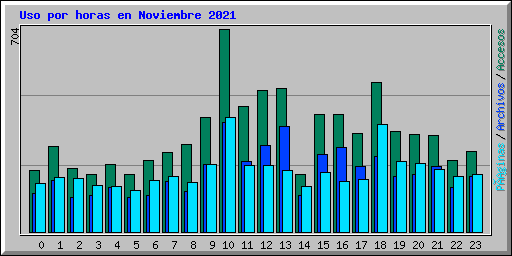 Uso por horas en Noviembre 2021
704
Páginas / Archivos / Accesos
0 1 2 3 4 5 6 7 8 9 10 11 12 13 14 15 16 17 18 19 20 21 22 23